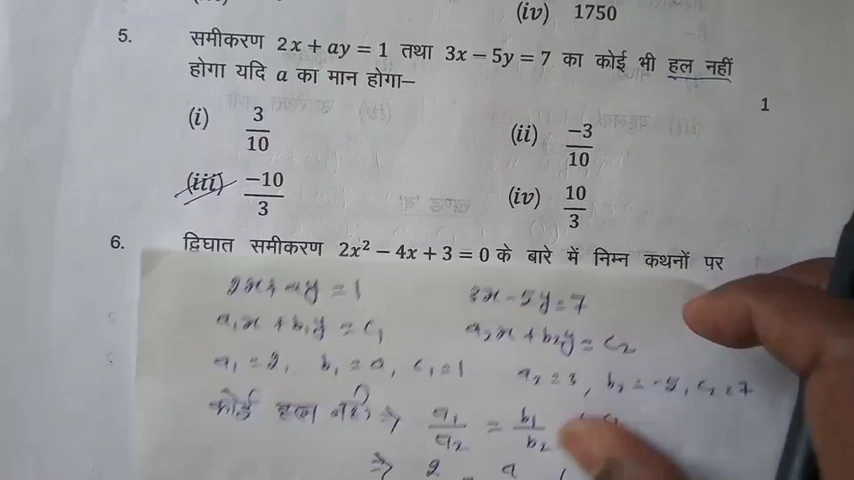 (iv) 1750
5. समीकरण 2x + ay = 1 तथा 3x − 5y = 7 का कोई भी हल नहीं
होगा यदि a का मान होगा−
1
(i) 3/10 (ii) −3/10
(iii) −10/3 (iv) 10/3
6. द्विघात समीकरण 2x² − 4x + 3 = 0 के बारे में निम्न कथनों पर
2x + ay = 1 3x − 5y = 7
a₁x + b₁y = c₁ a₂x + b₂y = c₂
a₁ = 2, b₁ = a, c₁ = 1 a₂ = 3, b₂ = −5, c₂ = 7
कोई हल नहीं ⇒ a₁/a₂ = b₁/b₂
⇒ 2 a